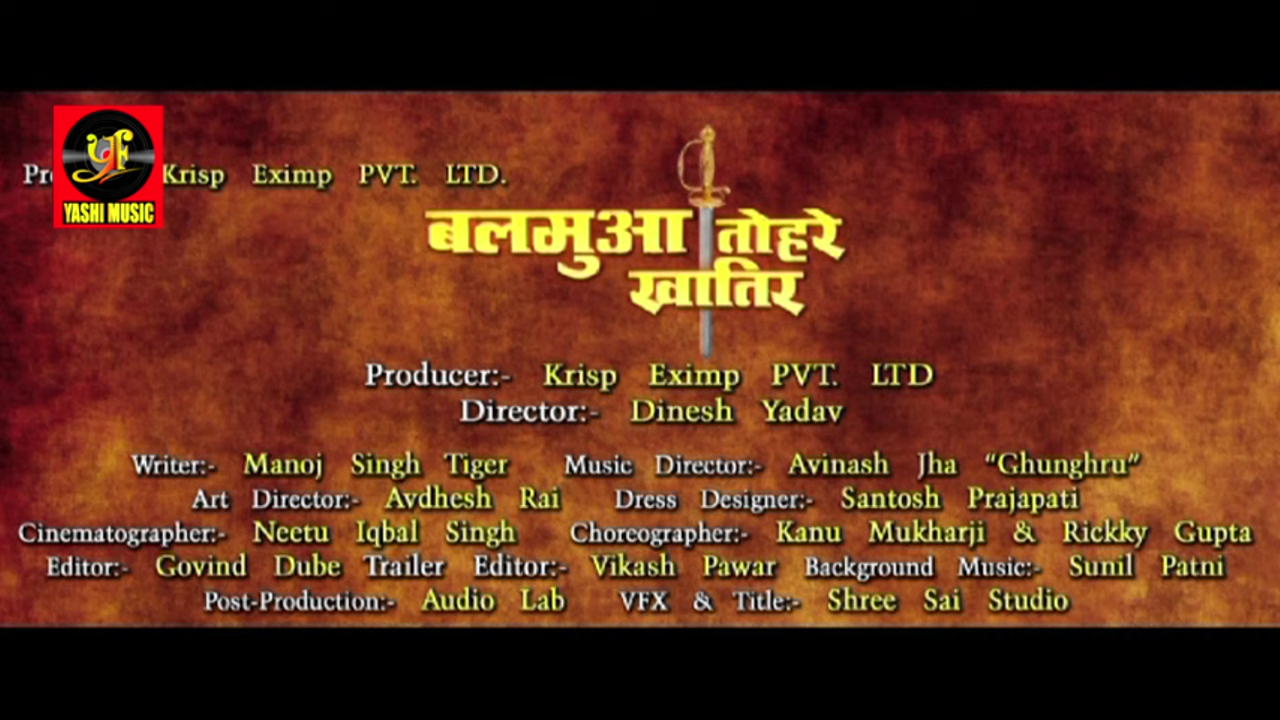 YASHI MUSIC
Krisp Eximp PVT. LTD.
बलमुआ तोहरे
खातिर
Producer:- Krisp Eximp PVT. LTD
Director:- Dinesh Yadav
Writer:- Manoj Singh Tiger Music Director:- Avinash Jha “Ghunghru”
Art Director:- Avdhesh Rai Dress Designer:- Santosh Prajapati
Cinematographer:- Neetu Iqbal Singh Choreographer:- Kanu Mukharji & Rickky Gupta
Editor:- Govind Dube Trailer Editor:- Vikash Pawar Background Music:- Sunil Patni
Post-Production:- Audio Lab VFX & Title:- Shree Sai Studio